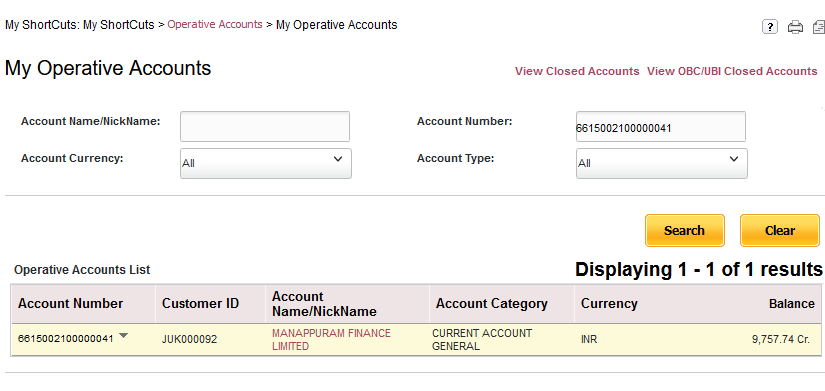 My ShortCuts: My ShortCuts > Operative Accounts > My Operative Accounts
?
My Operative Accounts
View Closed Accounts View OBC/UBI Closed Accounts
Account Name/NickName:
Account Number: 6615002100000041
Account Currency: All
Account Type: All
Search Clear
Operative Accounts List
Displaying 1 - 1 of 1 results
Account Number Customer ID Account Name/NickName Account Category Currency Balance
6615002100000041 JUK000092 MANAPPURAM FINANCE LIMITED CURRENT ACCOUNT GENERAL INR 9,757.74 Cr.